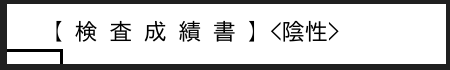 【 検 査 成 績 書 】<陰性>